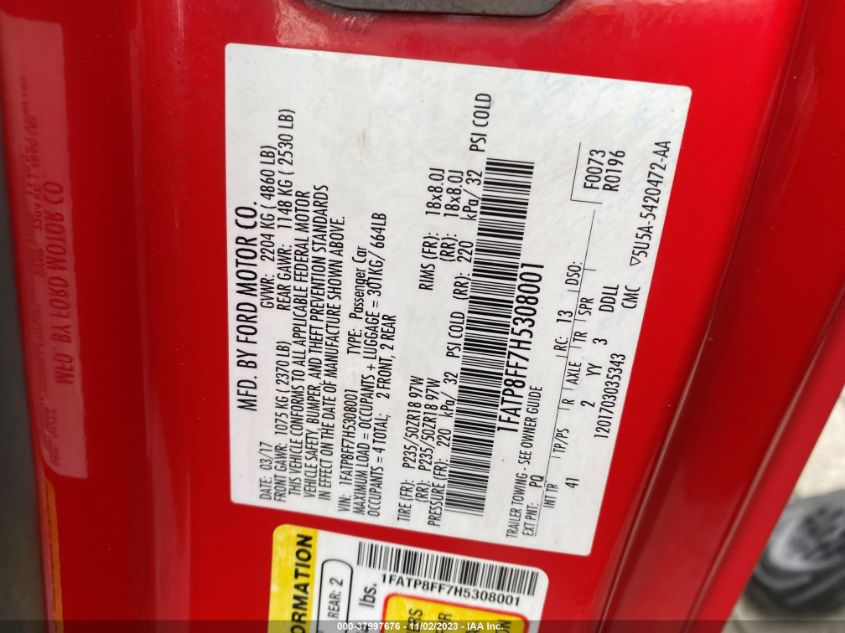 MFD. BY FORD MOTOR CO.
DATE: 03/17 GVWR: 2204 KG ( 4860 LB)
FRONT GAWR: 1075 KG ( 2370 LB) REAR GAWR: 1148 KG ( 2530 LB)
THIS VEHICLE CONFORMS TO ALL APPLICABLE FEDERAL MOTOR
VEHICLE SAFETY, BUMPER, AND THEFT PREVENTION STANDARDS
IN EFFECT ON THE DATE OF MANUFACTURE SHOWN ABOVE.
VIN: 1FATP8FF7H5308001 TYPE: Passenger Car
MAXIMUM LOAD = OCCUPANTS + LUGGAGE = 301KG/ 664LB
OCCUPANTS = 4 TOTAL; 2 FRONT, 2 REAR
TIRE (FR): P235/50ZR18 97W RIMS (FR): 18x8.0J
(RR): P235/50ZR18 97W (RR): 18x8.0J
PRESSURE (FR): 220 kPa/ 32 PSI COLD (RR): 220 kPa/ 32 PSI COLD
1FATP8FF7H5308001
TRAILER TOWING - SEE OWNER GUIDE
EXT PNT: PQ RC: 13 DSO: F0073
R0196
INT TR TP/PS R AXLE TR SPR
41 2 YY 3 DDLL
1201703035343 CMC ▽5U5A-5420472-AA
ORMATION
REAR: 2
lbs.
1FATP8FF7H5308001
000-37997676 - 11/02/2023 - IAA Inc.